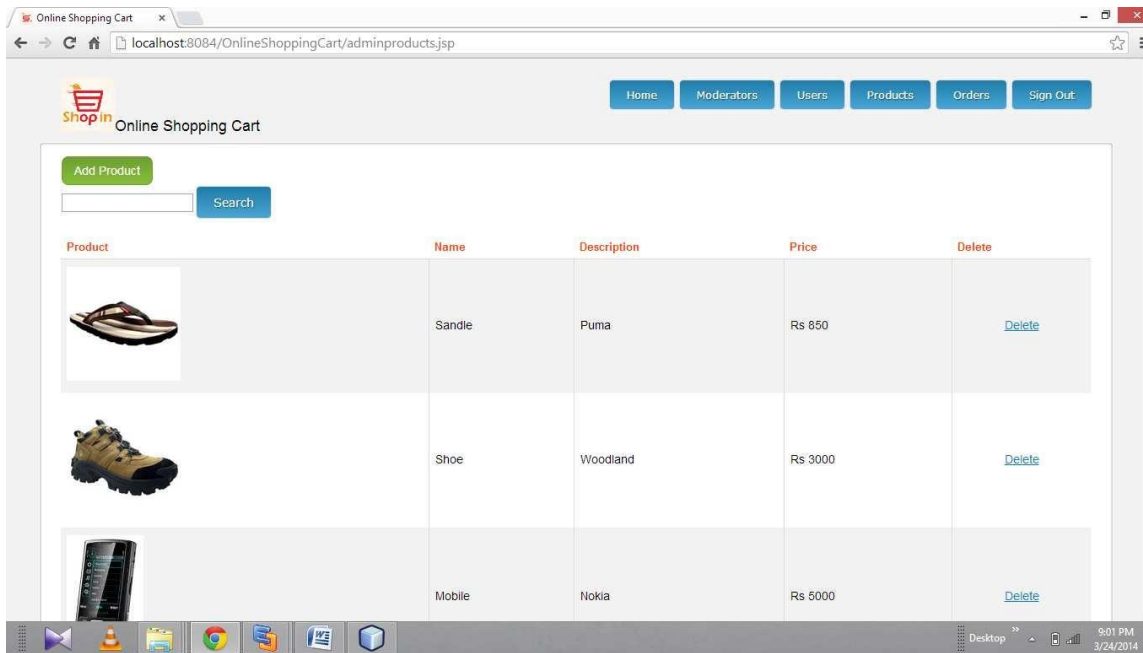 Online Shopping Cart
localhost:8084/OnlineShoppingCart/adminproducts.jsp
Shop in
Online Shopping Cart
Home Moderators Users Products Orders Sign Out
Add Product
Search
Product Name Description Price Delete
Sandle Puma Rs 850 Delete
Shoe Woodland Rs 3000 Delete
Mobile Nokia Rs 5000 Delete
Desktop
9:01 PM
3/24/2014